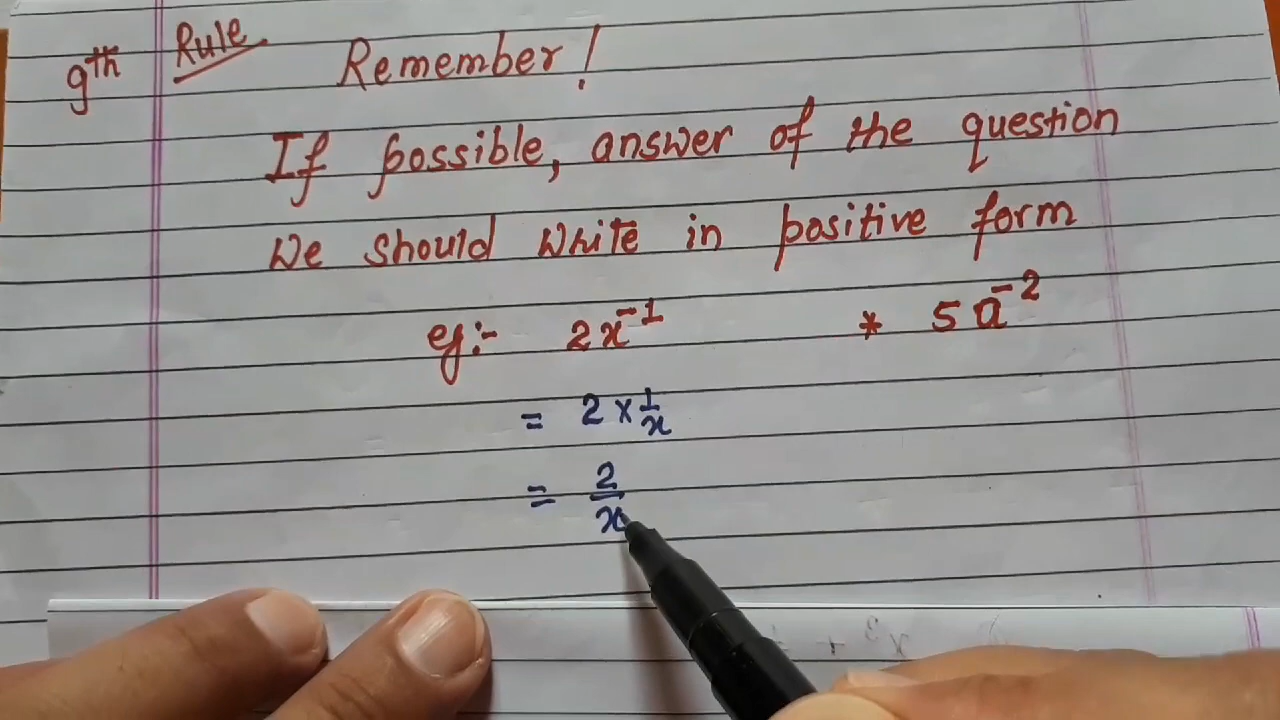 9th Rule Remember!
If possible, answer of the question
We should write in positive form
eg:- 2x⁻¹ * 5a⁻²
= 2 × 1/x
= 2/x